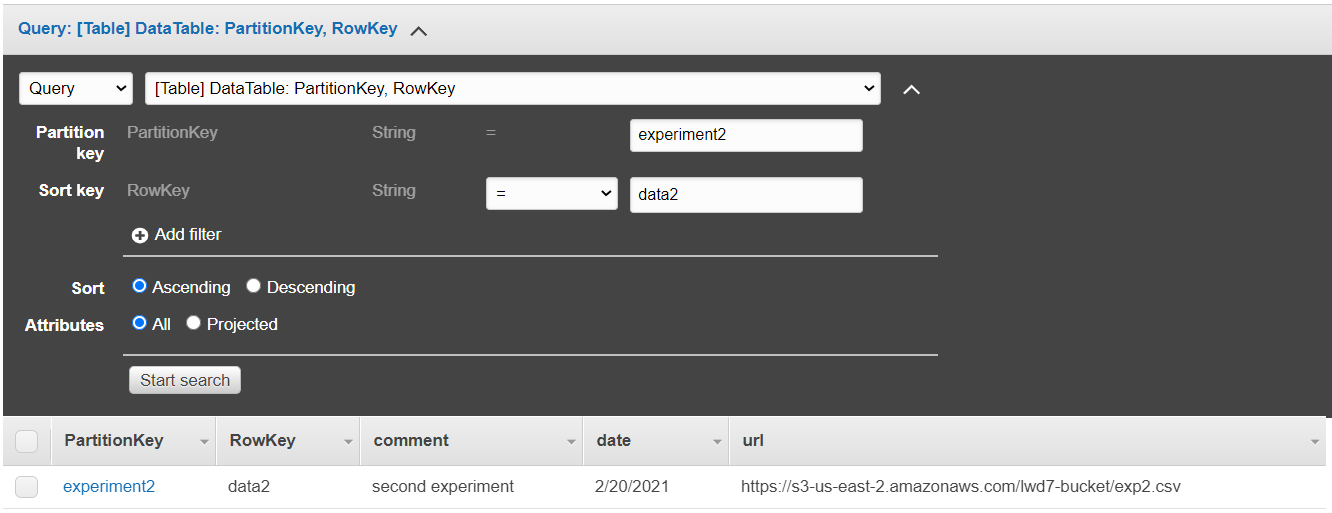 Query: [Table] DataTable: PartitionKey, RowKey
Query [Table] DataTable: PartitionKey, RowKey
Partition key PartitionKey String = experiment2
Sort key RowKey String = data2
Add filter
Sort Ascending Descending
Attributes All Projected
Start search
PartitionKey RowKey comment date url
experiment2 data2 second experiment 2/20/2021 https://s3-us-east-2.amazonaws.com/lwd7-bucket/exp2.csv